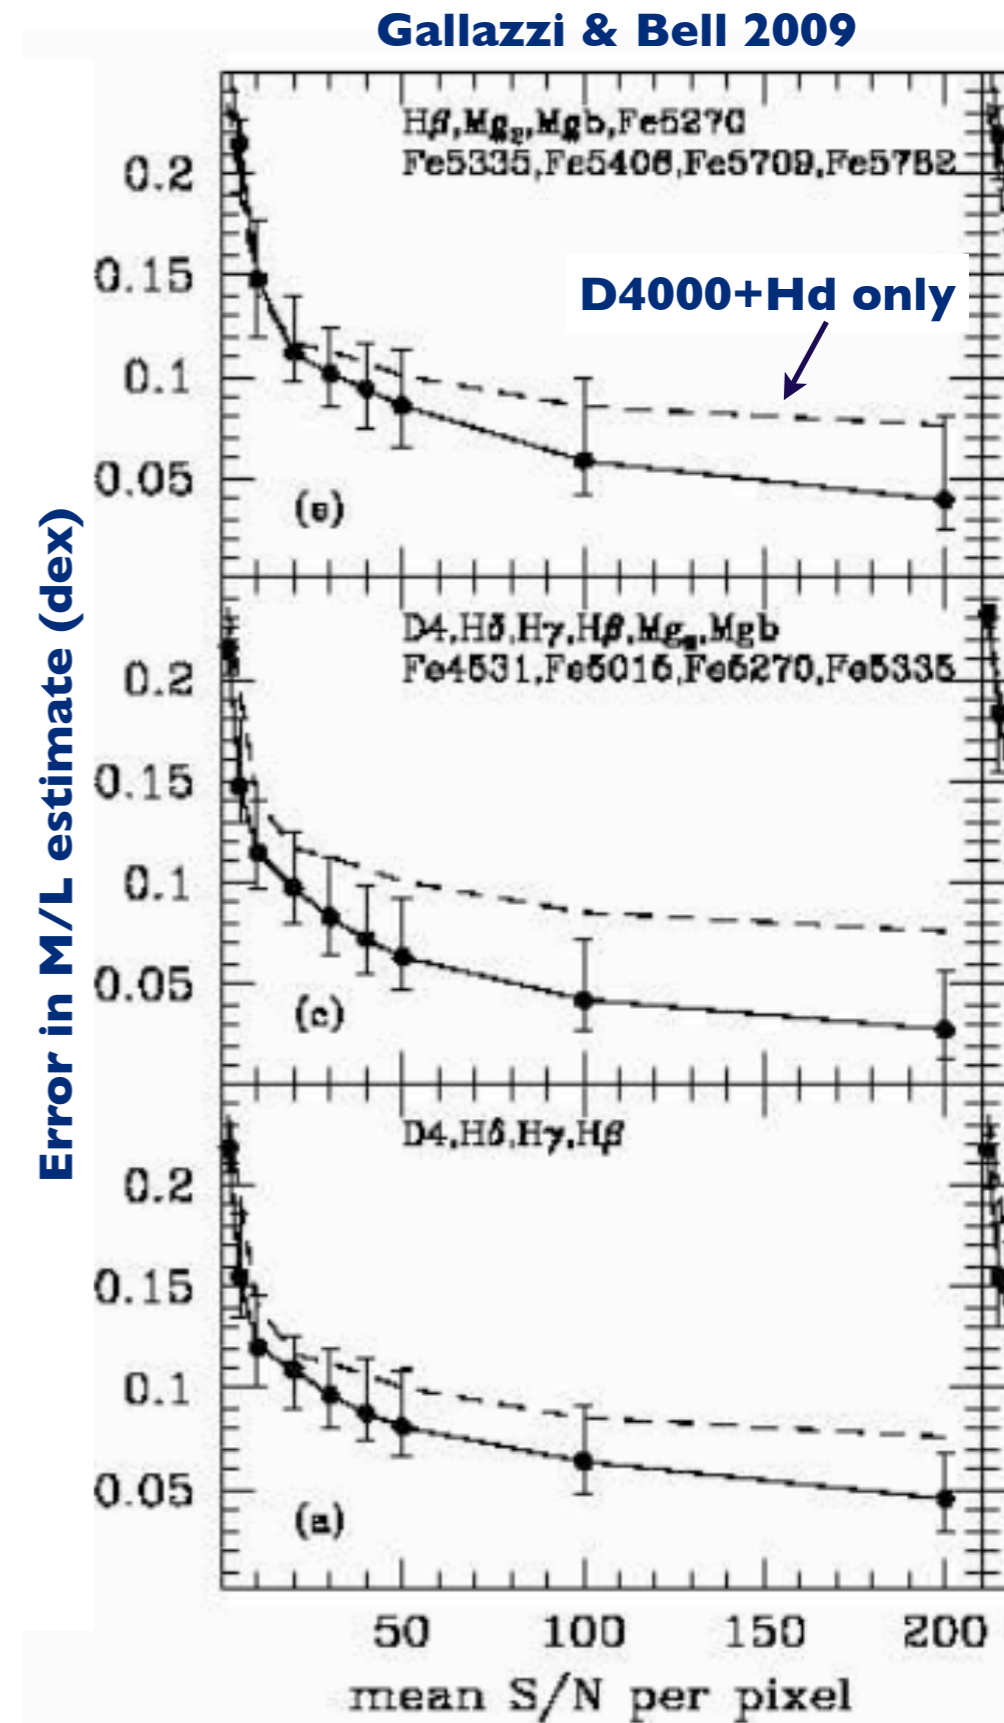 Gallazzi & Bell 2009
Hβ,Mg₂,Mgb,Fe5270
Fe5335,Fe5406,Fe5709,Fe5782
D4000+Hd only
0.2
0.15
0.1
0.05
(e)
D4,Hδ,Hγ,Hβ,Mg₂,Mgb
Fe4531,Fe5015,Fe5270,Fe5335
0.2
0.15
0.1
0.05
(c)
D4,Hδ,Hγ,Hβ
0.2
0.15
0.1
0.05
(a)
Error in M/L estimate (dex)
50 100 150 200
mean S/N per pixel